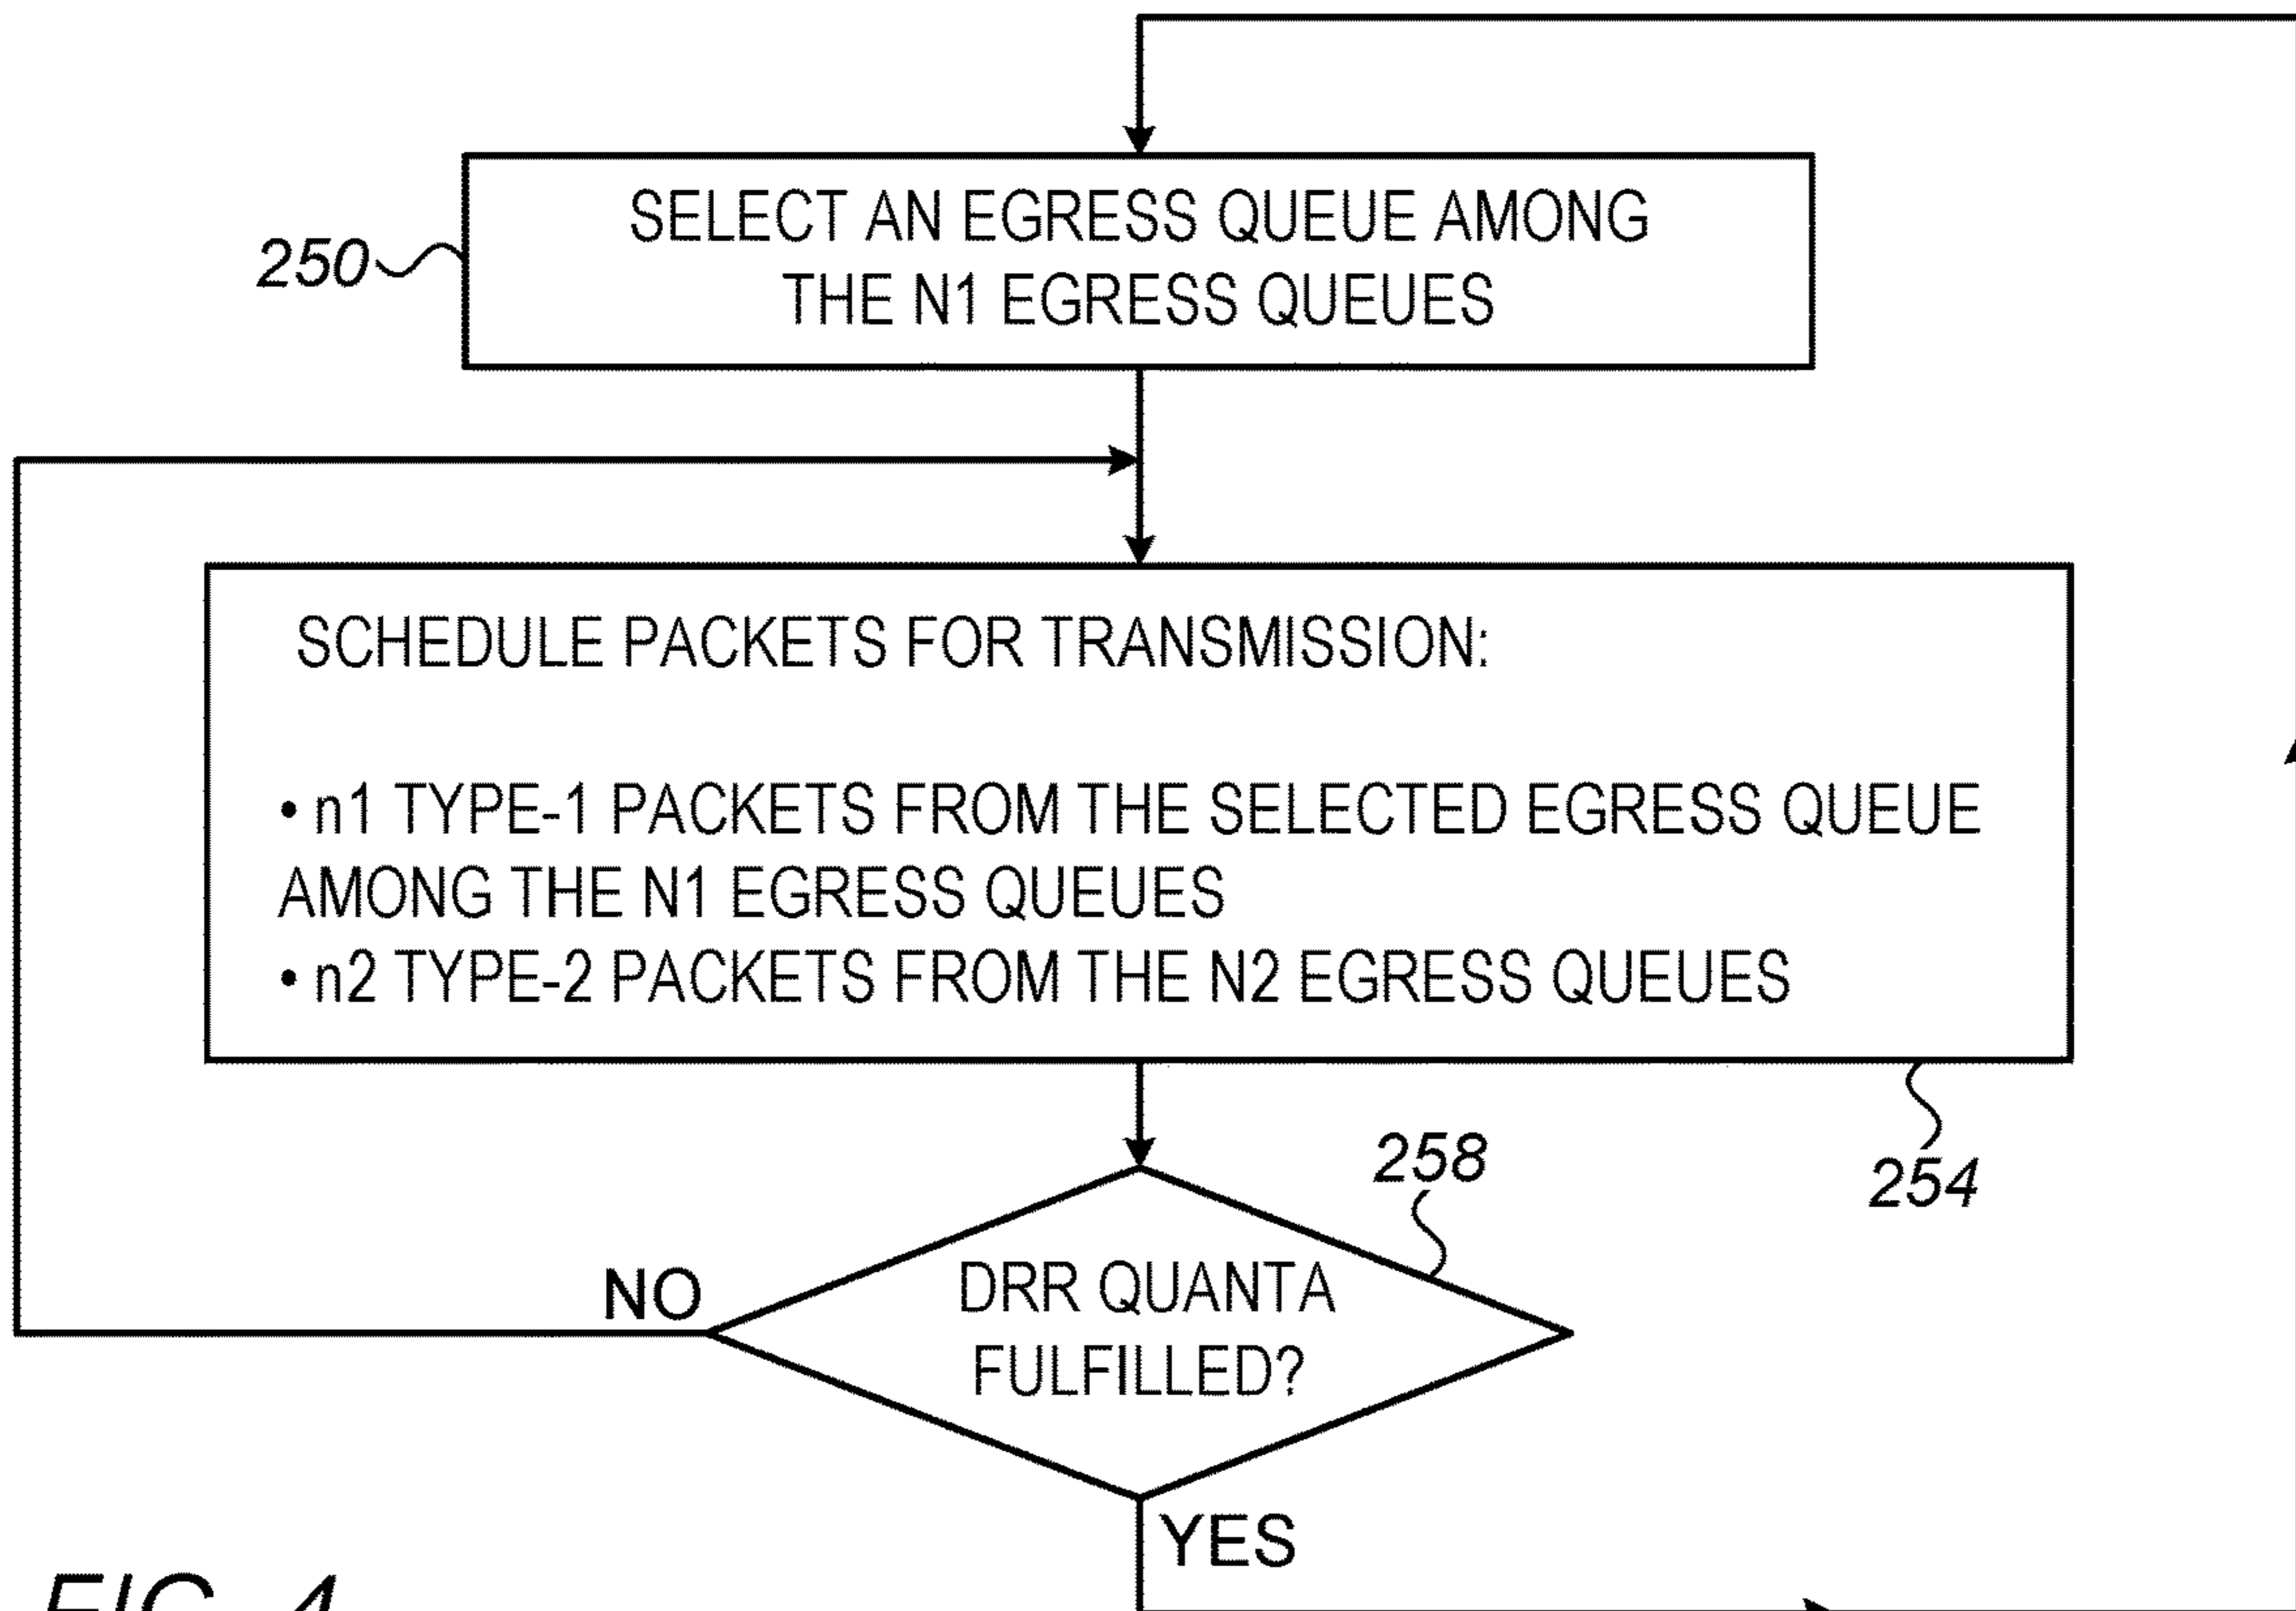 SELECT AN EGRESS QUEUE AMONG
THE N1 EGRESS QUEUES
250
SCHEDULE PACKETS FOR TRANSMISSION:
• n1 TYPE-1 PACKETS FROM THE SELECTED EGRESS QUEUE
AMONG THE N1 EGRESS QUEUES
• n2 TYPE-2 PACKETS FROM THE N2 EGRESS QUEUES
254
258
DRR QUANTA
FULFILLED?
NO
YES
FIG. 4